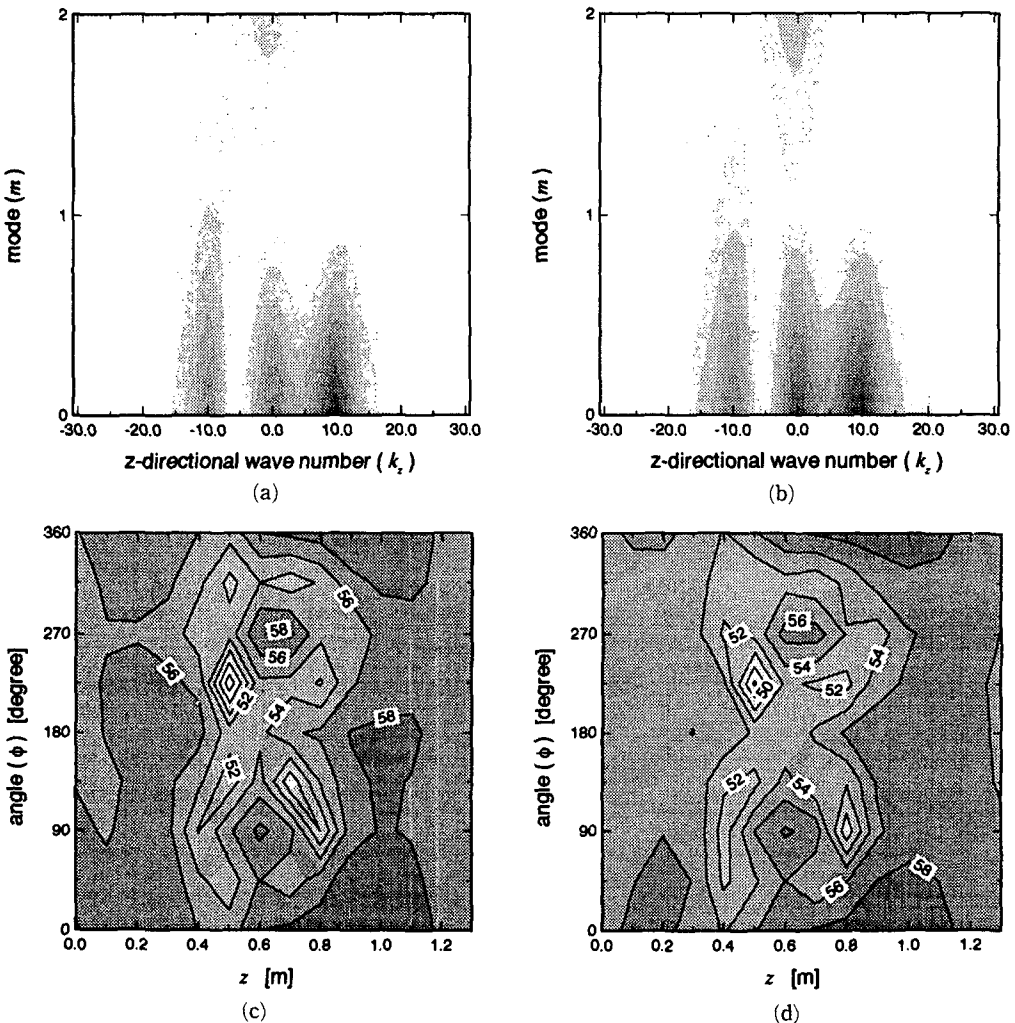 2
1
0
mode (m)
-30.0 -20.0 -10.0 0.0 10.0 20.0 30.0
z-directional wave number ( k_z )
(a)
2
1
0
mode (m)
-30.0 -20.0 -10.0 0.0 10.0 20.0 30.0
z-directional wave number ( k_z )
(b)
360
270
180
90
0
angle ( ϕ ) [degree]
56
58
56
56
52
54
58
52
0.0 0.2 0.4 0.6 0.8 1.0 1.2
z [m]
(c)
360
270
180
90
0
angle ( ϕ ) [degree]
56
52
54
54
50
52
52
54
58
56
0.0 0.2 0.4 0.6 0.8 1.0 1.2
z [m]
(d)